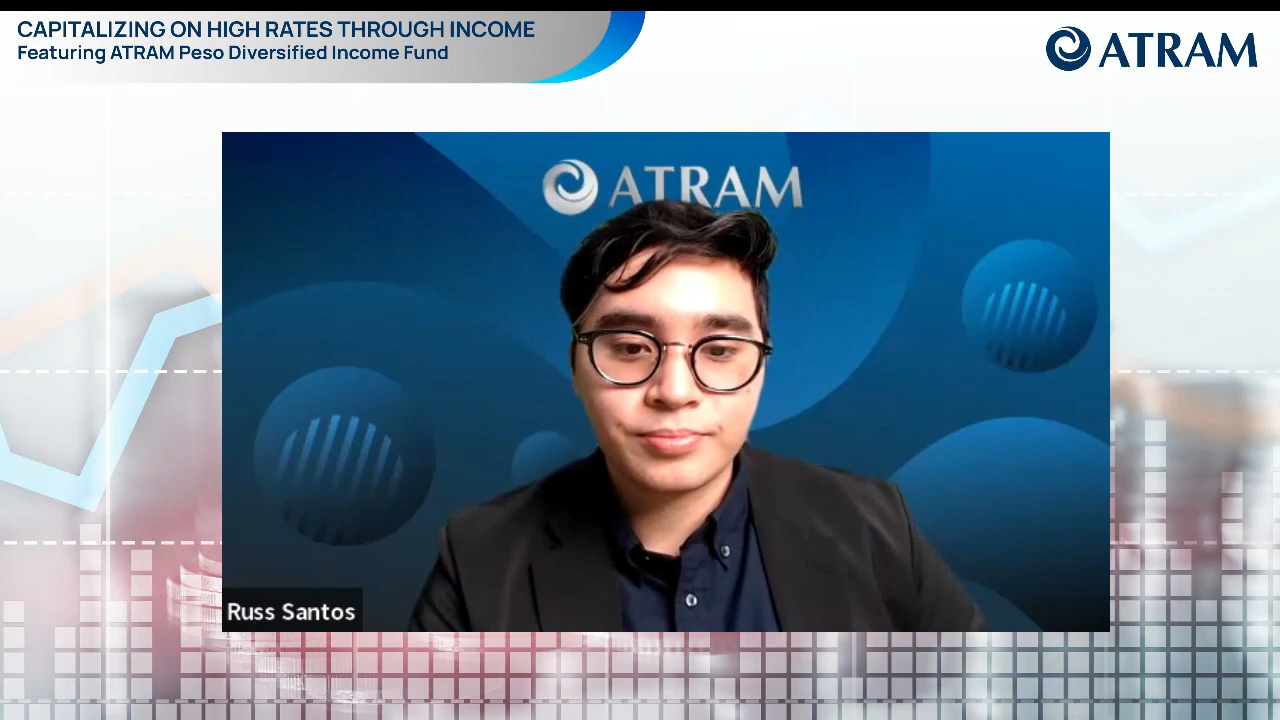 CAPITALIZING ON HIGH RATES THROUGH INCOME
Featuring ATRAM Peso Diversified Income Fund
ATRAM
ATRAM
Russ Santos